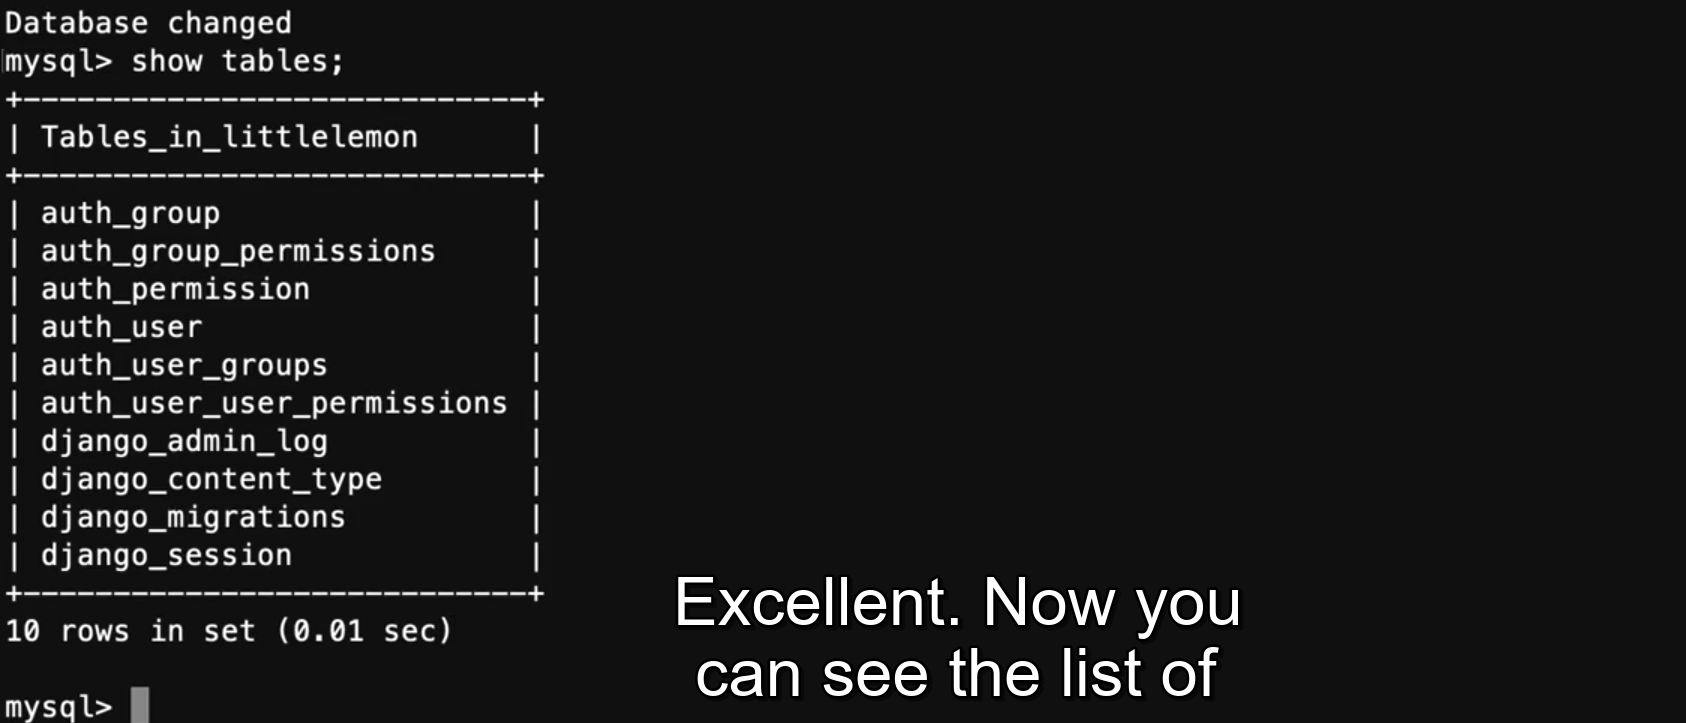 Database changed
mysql> show tables;
+----------------------------+
| Tables_in_littlelemon      |
+----------------------------+
| auth_group                 |
| auth_group_permissions     |
| auth_permission            |
| auth_user                  |
| auth_user_groups           |
| auth_user_user_permissions |
| django_admin_log           |
| django_content_type        |
| django_migrations          |
| django_session             |
+----------------------------+
10 rows in set (0.01 sec)
mysql>
Excellent. Now you
can see the list of